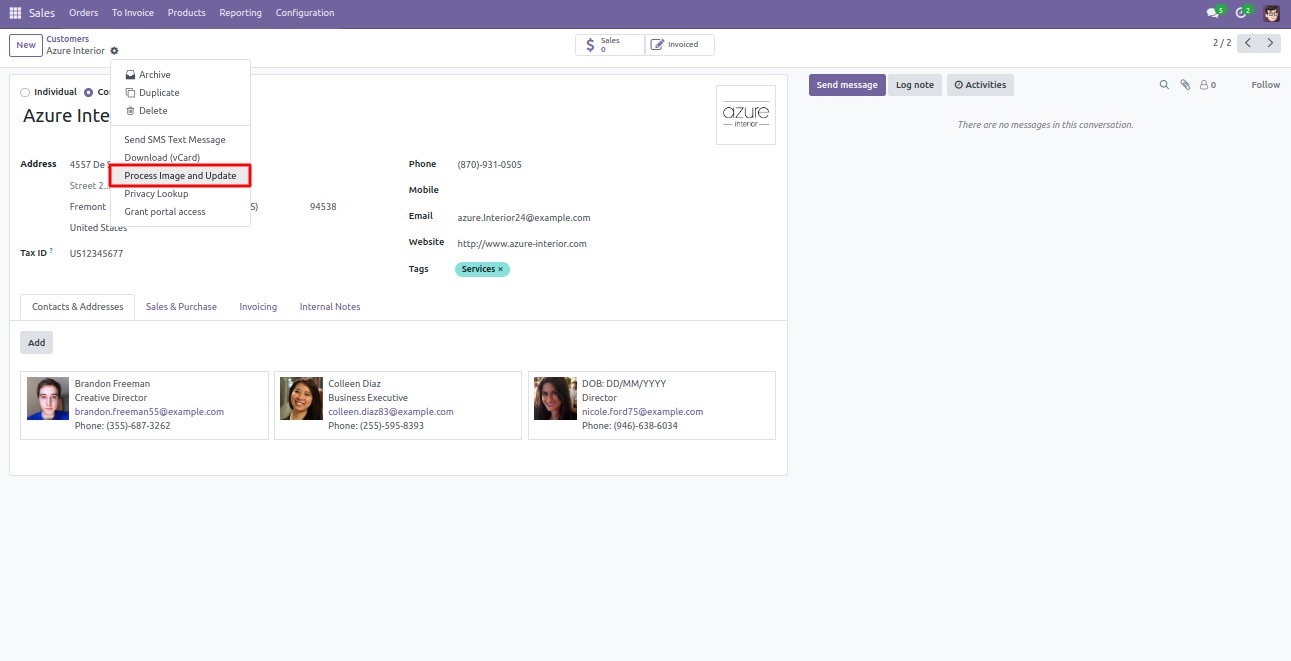 Sales Orders To Invoice Products Reporting Configuration 5 2
New
Customers
Azure Interior
Sales
0
Invoiced
2 / 2
Archive
Duplicate
Delete
Send SMS Text Message
Download (vCard)
Process Image and Update
Privacy Lookup
Grant portal access
Individual Co
Azure Inte
azure
interior
Address 4557 De S
Street 2...
Fremont S) 94538
United States
Tax ID ? US12345677
Phone (870)-931-0505
Mobile
Email azure.Interior24@example.com
Website http://www.azure-interior.com
Tags Services ×
Contacts & Addresses Sales & Purchase Invoicing Internal Notes
Add
Brandon Freeman
Creative Director
brandon.freeman55@example.com
Phone: (355)-687-3262
Colleen Diaz
Business Executive
colleen.diaz83@example.com
Phone: (255)-595-8393
DOB: DD/MM/YYYY
Director
nicole.ford75@example.com
Phone: (946)-638-6034
Send message Log note Activities 0 Follow
There are no messages in this conversation.